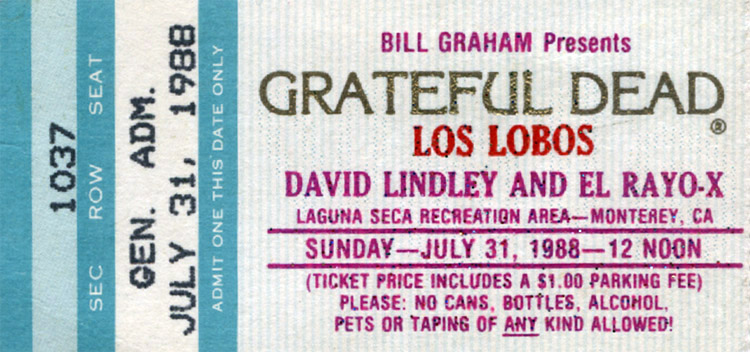 1037
SEC ROW SEAT
GEN. ADM.
JULY 31, 1988
ADMIT ONE THIS DATE ONLY
BILL GRAHAM Presents
GRATEFUL DEAD®
LOS LOBOS
DAVID LINDLEY AND EL RAYO-X
LAGUNA SECA RECREATION AREA—MONTEREY, CA
SUNDAY—JULY 31, 1988—12 NOON
(TICKET PRICE INCLUDES A $1.00 PARKING FEE)
PLEASE: NO CANS, BOTTLES, ALCOHOL,
PETS OR TAPING OF ANY KIND ALLOWED!